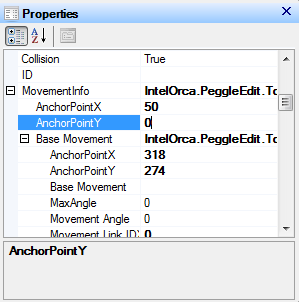 Properties
Collision True
ID
MovementInfo IntelOrca.PeggleEdit.To
AnchorPointX 50
AnchorPointY 0
Base Movement IntelOrca.PeggleEdit.To
AnchorPointX 318
AnchorPointY 274
Base Movement
MaxAngle 0
Movement Angle 0
Movement Link ID 0
AnchorPointY